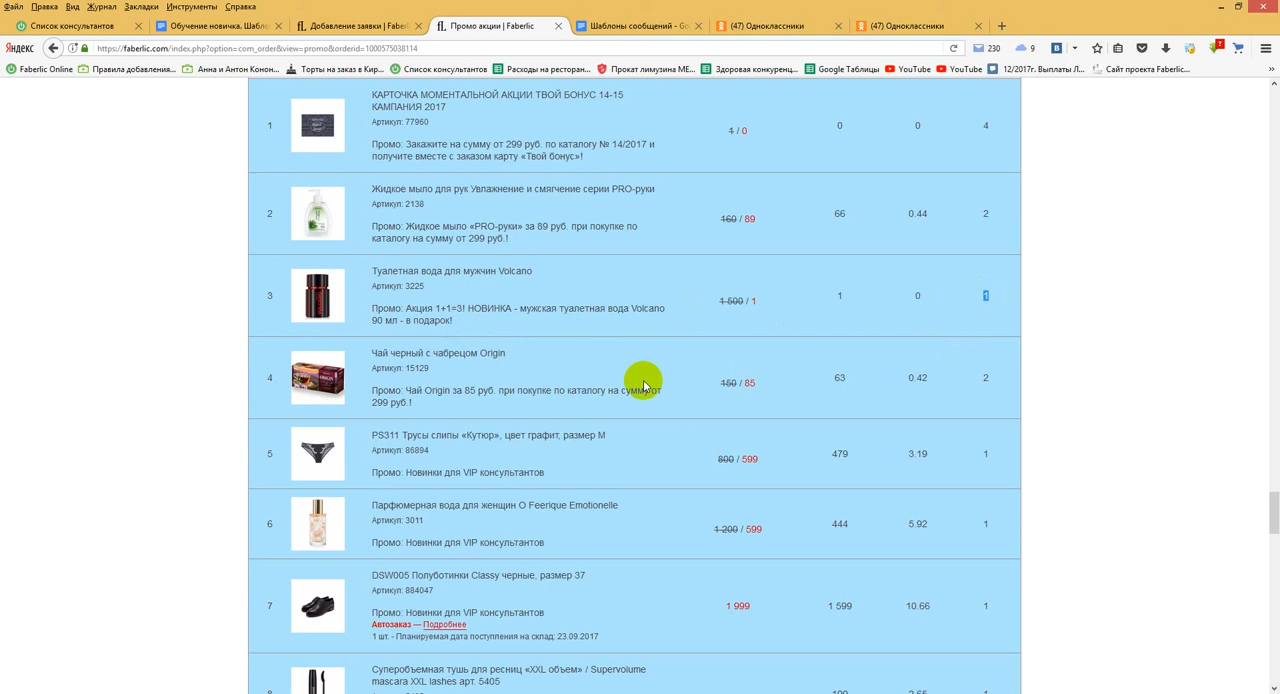 Файл Правка Вид Журнал Закладки Инструменты Справка
Список консультантов
Обучение новичка. Шабло
Добавление заявки | Faberl
Промо акции | Faberlic
Шаблоны сообщений - Go
(47) Одноклассники
(47) Одноклассники
Яндекс
https://faberlic.com/index.php?option=com_order&view=promo&orderid=1000575038114
230
9
Faberlic Online
Правила добавления...
Анна и Антон Конон...
Торты на заказ в Кир...
Список консультантов
Расходы на ресторан...
Прокат лимузина МЕ...
Здоровая конкуренц...
Google Таблицы
YouTube
YouTube
12/2017г. Выплаты Л...
Сайт проекта Faberlic...
1
КАРТОЧКА МОМЕНТАЛЬНОЙ АКЦИИ ТВОЙ БОНУС 14-15
КАМПАНИЯ 2017
Артикул: 77960
Промо: Закажите на сумму от 299 руб. по каталогу № 14/2017 и
получите вместе с заказом карту «Твой бонус»!
1 / 0
0
0
4
2
Жидкое мыло для рук Увлажнение и смягчение серии PRO-руки
Артикул: 2138
Промо: Жидкое мыло «PRO-руки» за 89 руб. при покупке по
каталогу на сумму от 299 руб.!
160 / 89
66
0.44
2
3
Туалетная вода для мужчин Volcano
Артикул: 3225
Промо: Акция 1+1=3! НОВИНКА - мужская туалетная вода Volcano
90 мл - в подарок!
1 500 / 1
1
0
1
4
Чай черный с чабрецом Origin
Артикул: 15129
Промо: Чай Origin за 85 руб. при покупке по каталогу на сумму от
299 руб.!
150 / 85
63
0.42
2
5
PS311 Трусы слипы «Кутюр», цвет графит, размер M
Артикул: 86894
Промо: Новинки для VIP консультантов
800 / 599
479
3.19
1
6
Парфюмерная вода для женщин O Feerique Emotionelle
Артикул: 3011
Промо: Новинки для VIP консультантов
1 200 / 599
444
5.92
1
7
DSW005 Полуботинки Classy черные, размер 37
Артикул: 884047
Промо: Новинки для VIP консультантов
Автозаказ — Подробнее
1 шт. - Планируемая дата поступления на склад: 23.09.2017
1 999
1 599
10.66
1
Суперобъемная тушь для ресниц «XXL объем» / Supervolume
mascara XXL lashes арт. 5405